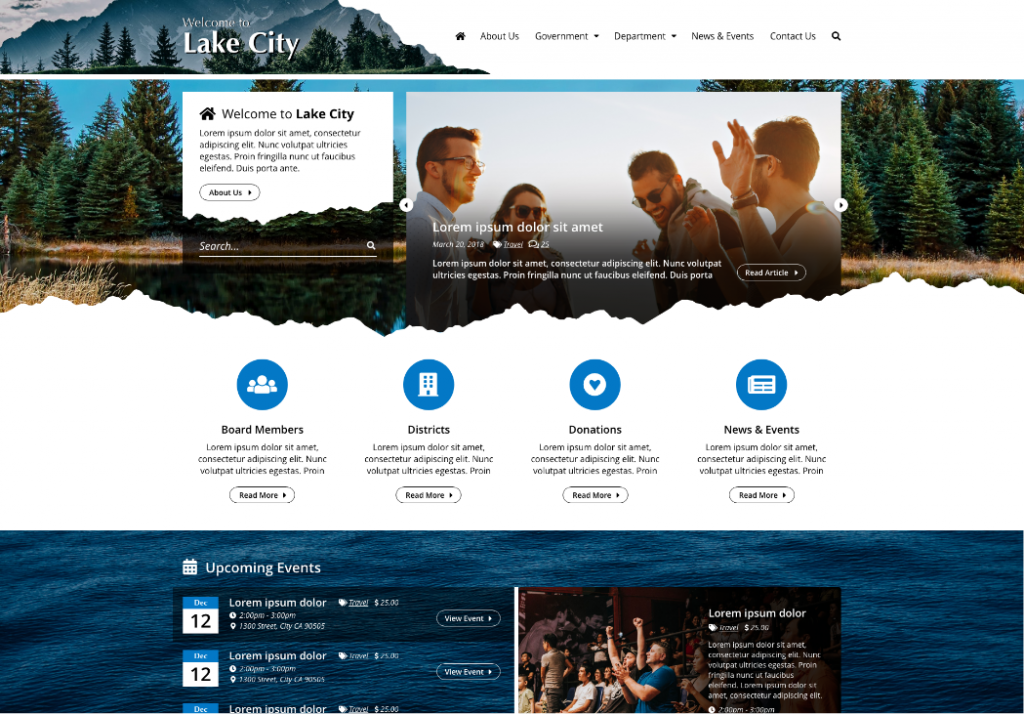 Welcome to
Lake City
About Us Government Department News & Events Contact Us
Welcome to Lake City
Lorem ipsum dolor sit amet, consectetur
adipiscing elit. Nunc volutpat ultricies
egestas. Proin fringilla nunc ut faucibus
eleifend. Duis porta ante.
About Us
Search...
Lorem ipsum dolor sit amet
March 20, 2018 Travel 25
Lorem ipsum dolor sit amet, consectetur adipiscing elit. Nunc volutpat
ultricies egestas. Proin fringilla nunc ut faucibus eleifend. Duis porta
Read Article
Board Members
Lorem ipsum dolor sit amet,
consectetur adipiscing elit. Nunc
volutpat ultricies egestas. Proin
Read More
Districts
Lorem ipsum dolor sit amet,
consectetur adipiscing elit. Nunc
volutpat ultricies egestas. Proin
Read More
Donations
Lorem ipsum dolor sit amet,
consectetur adipiscing elit. Nunc
volutpat ultricies egestas. Proin
Read More
News & Events
Lorem ipsum dolor sit amet,
consectetur adipiscing elit. Nunc
volutpat ultricies egestas. Proin
Read More
Upcoming Events
Dec
12
Lorem ipsum dolor Travel $ 25.00
2:00pm - 3:00pm
1300 Street, City CA 90505
View Event
Dec
12
Lorem ipsum dolor Travel $ 25.00
2:00pm - 3:00pm
1300 Street, City CA 90505
View Event
Dec
Lorem ipsum dolor Travel $ 25.00
Lorem ipsum dolor
Travel $ 25.00
Lorem ipsum dolor sit amet,
consectetur adipiscing elit. Nunc
volutpat ultricies egestas. Proin
fringilla nunc ut faucibus
eleifend. Lorem ipsum dolor sit
amet, consectetur adipiscing elit.
2:00pm - 3:00pm